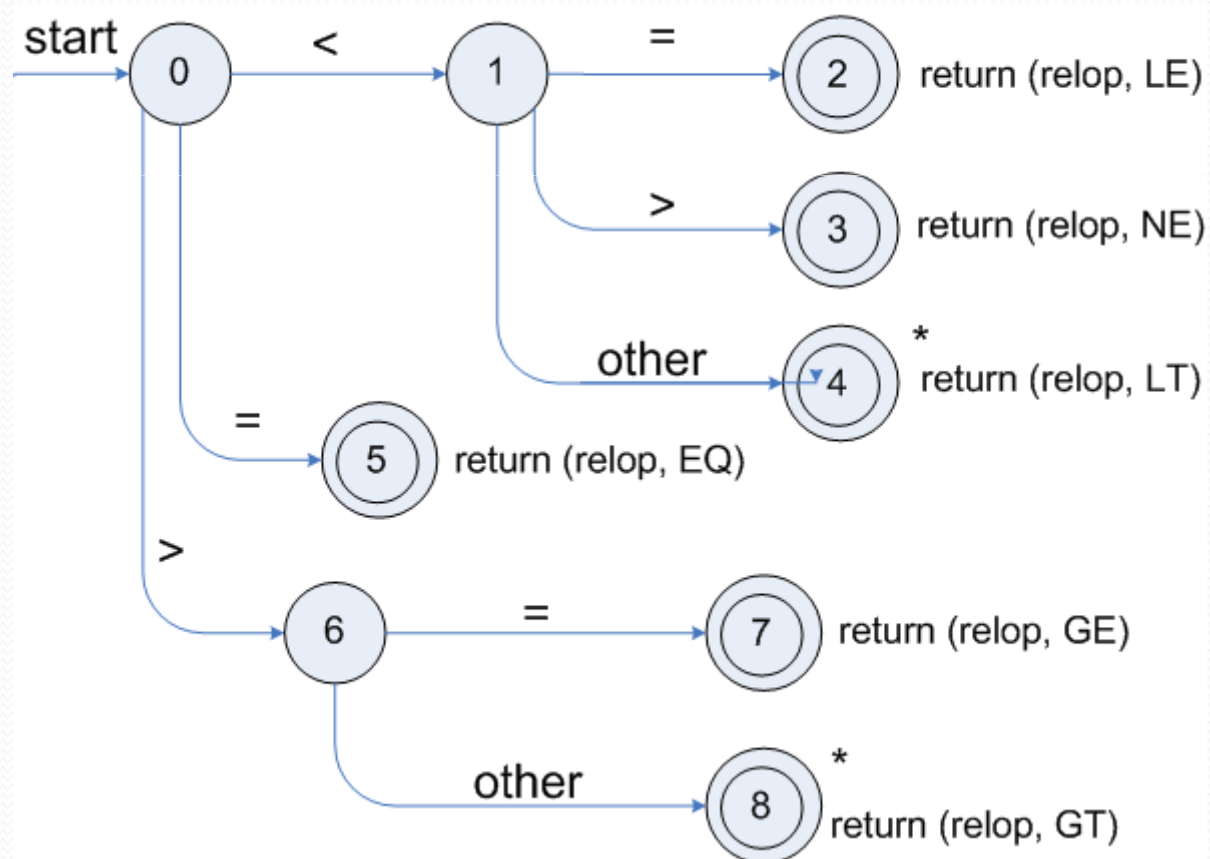 start
0
<
1
=
2
return (relop, LE)
>
3
return (relop, NE)
other
4
*
return (relop, LT)
=
5
return (relop, EQ)
>
6
=
7
return (relop, GE)
other
8
*
return (relop, GT)